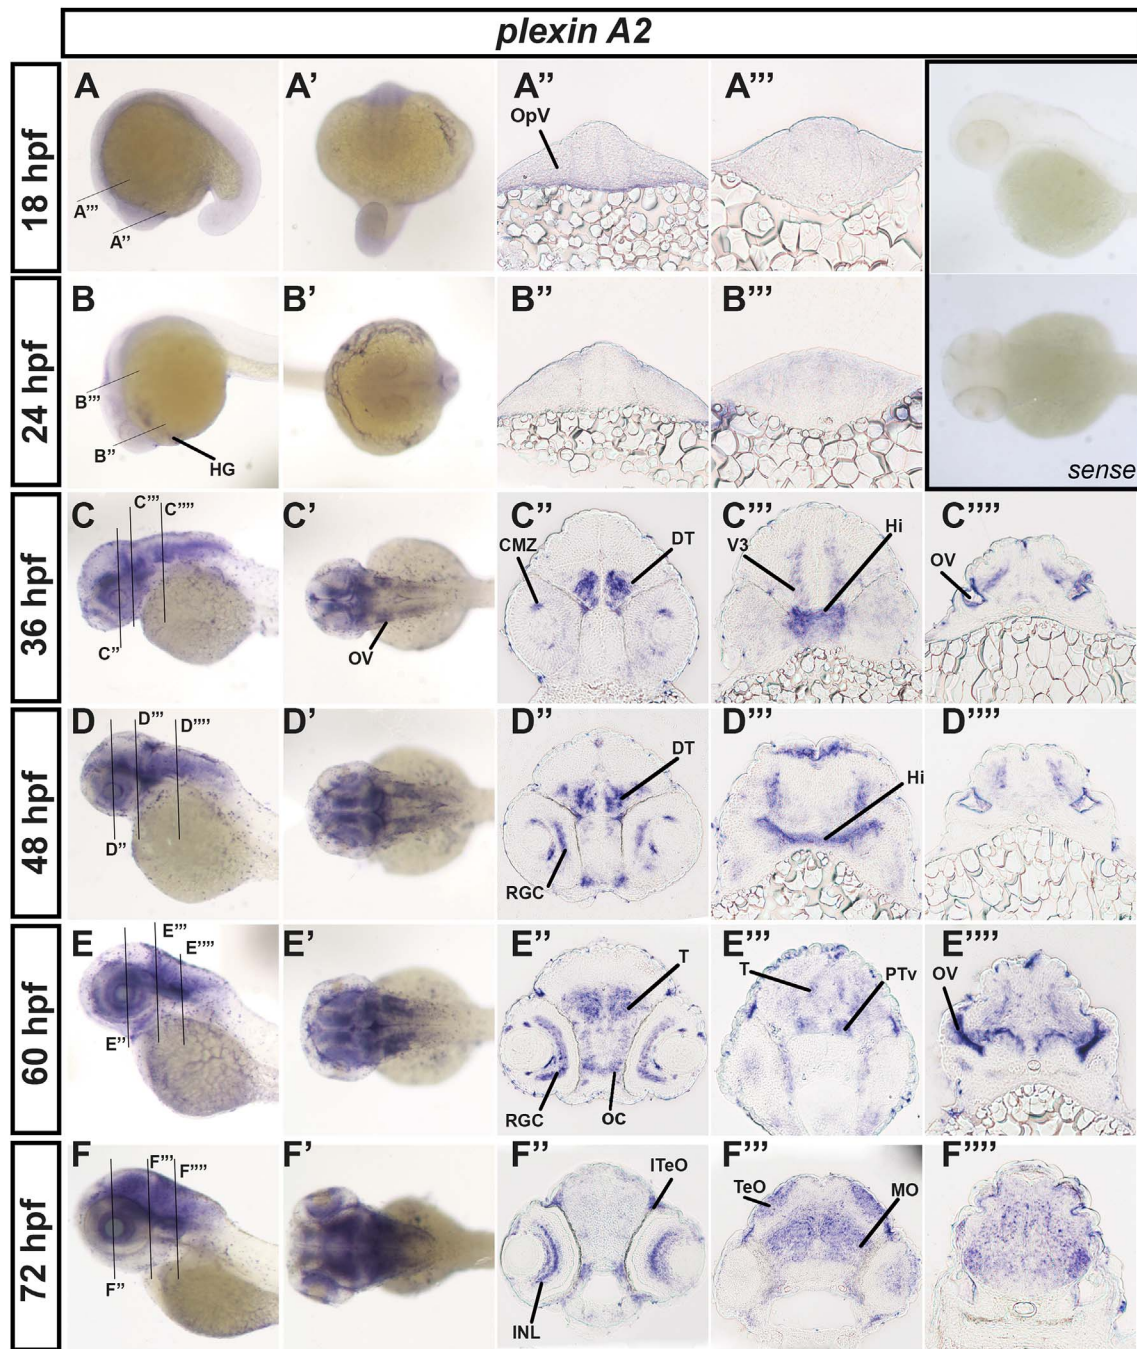 plexin A2
18 hpf
A
A’
A’’
A’’’
OpV
A’’’
A’’
24 hpf
B
B’
B’’
B’’’
B’’’
B’’
HG
sense
36 hpf
C
C’’’
C’’’’
C’
C’’
C’’’
C’’’’
CMZ
DT
V3
Hi
OV
C’’
OV
48 hpf
D
D’’’
D’’’’
D’
D’’
D’’’
D’’’’
DT
Hi
D’’
RGC
60 hpf
E
E’’’
E’’’’
E’
E’’
E’’’
E’’’’
T
T
PTv
OV
E’’
RGC
OC
72 hpf
F
F’’’
F’’’’
F’
F’’
F’’’
F’’’’
ITeO
TeO
MO
F’’
INL